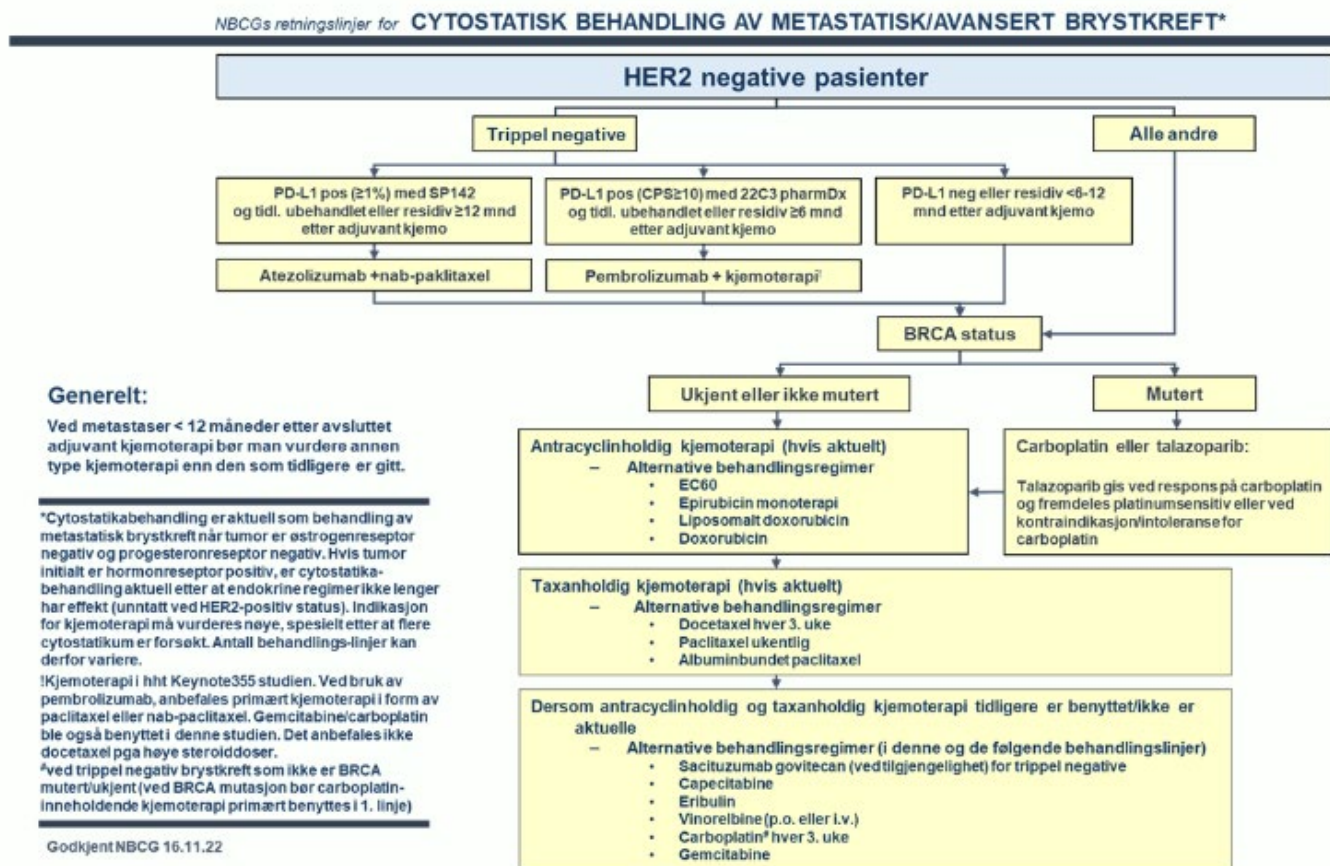 NBCGs retningslinjer for CYTOSTATISK BEHANDLING AV METASTATISK/AVANSERT BRYSTKREFT*
HER2 negative pasienter
Trippel negative
Alle andre
PD-L1 pos (≥1%) med SP142
og tidl. ubehandlet eller residiv ≥12 mnd
etter adjuvant kjemo
PD-L1 pos (CPS≥10) med 22C3 pharmDx
og tidl. ubehandlet eller residiv ≥6 mnd
etter adjuvant kjemo
PD-L1 neg eller residiv <6-12
mnd etter adjuvant kjemo
Atezolizumab +nab-paklitaxel
Pembrolizumab + kjemoterapi!
BRCA status
Ukjent eller ikke mutert
Mutert
Generelt:
Ved metastaser < 12 måneder etter avsluttet
adjuvant kjemoterapi bør man vurdere annen
type kjemoterapi enn den som tidligere er gitt.
*Cytostatikabehandling er aktuell som behandling av
metastatisk brystkreft når tumor er østrogenreseptor
negativ og progesteronreseptor negativ. Hvis tumor
initialt er hormonreseptor positiv, er cytostatika-
behandling aktuell etter at endokrine regimer ikke lenger
har effekt (unntatt ved HER2-positiv status). Indikasjon
for kjemoterapi må vurderes nøye, spesielt etter at flere
cytostatikum er forsøkt. Antall behandlings-linjer kan
derfor variere.
!Kjemoterapi i hht Keynote355 studien. Ved bruk av
pembrolizumab, anbefales primært kjemoterapi i form av
paclitaxel eller nab-paclitaxel. Gemcitabine/carboplatin
ble også benyttet i denne studien. Det anbefales ikke
docetaxel pga høye steroiddoser.
#ved trippel negativ brystkreft som ikke er BRCA
mutert/ukjent (ved BRCA mutasjon bør carboplatin-
inneholdende kjemoterapi primært benyttes i 1. linje)
Godkjent NBCG 16.11.22
Antracyclinholdig kjemoterapi (hvis aktuelt)
– Alternative behandlingsregimer
• EC60
• Epirubicin monoterapi
• Liposomalt doxorubicin
• Doxorubicin
Carboplatin eller talazoparib:
Talazoparib gis ved respons på carboplatin
og fremdeles platinumsensitiv eller ved
kontraindikasjon/intoleranse for
carboplatin
Taxanholdig kjemoterapi (hvis aktuelt)
– Alternative behandlingsregimer
• Docetaxel hver 3. uke
• Paclitaxel ukentlig
• Albuminbundet paclitaxel
Dersom antracyclinholdig og taxanholdig kjemoterapi tidligere er benyttet/ikke er
aktuelle
– Alternative behandlingsregimer (i denne og de følgende behandlingslinjer)
• Sacituzumab govitecan (ved tilgjengelighet) for trippel negative
• Capecitabine
• Eribulin
• Vinorelbine (p.o. eller i.v.)
• Carboplatin# hver 3. uke
• Gemcitabine